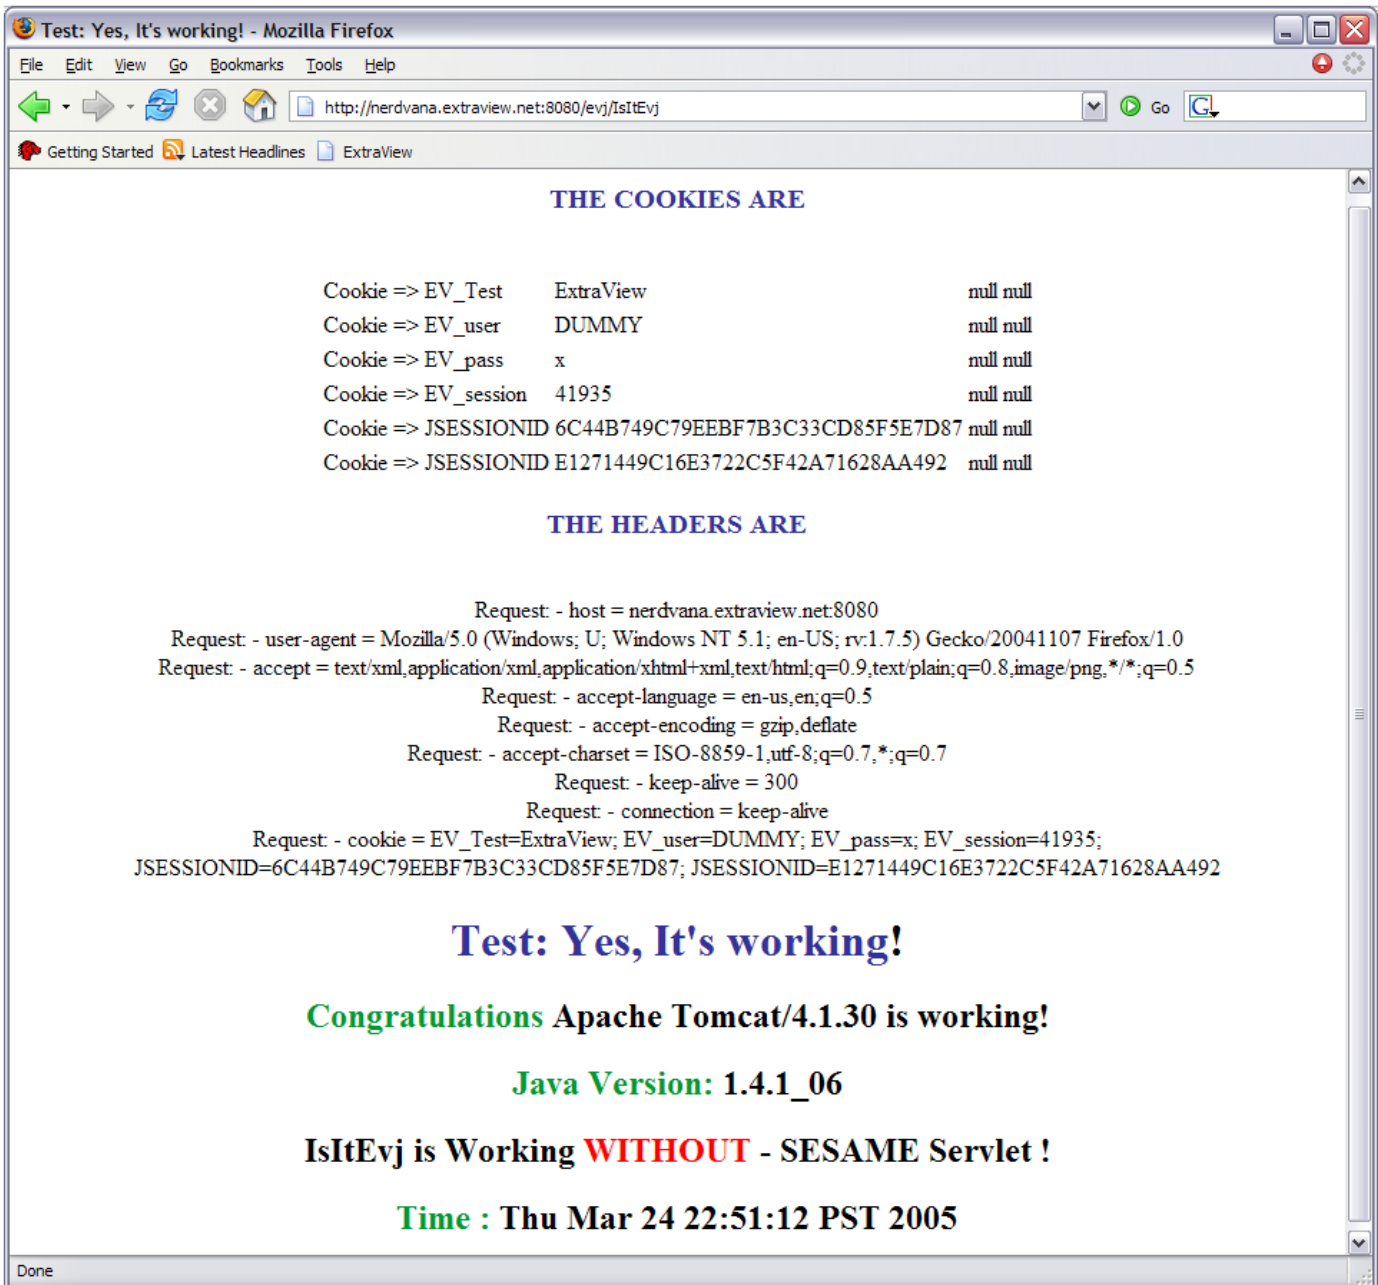 Test: Yes, It's working! - Mozilla Firefox
File Edit View Go Bookmarks Tools Help
http://nerdvana.extraview.net:8080/evj/IsItEvj Go G
Getting Started Latest Headlines ExtraView
THE COOKIES ARE
Cookie => EV_Test ExtraView null null
Cookie => EV_user DUMMY null null
Cookie => EV_pass x null null
Cookie => EV_session 41935 null null
Cookie => JSESSIONID 6C44B749C79EEBF7B3C33CD85F5E7D87 null null
Cookie => JSESSIONID E1271449C16E3722C5F42A71628AA492 null null
THE HEADERS ARE
Request: - host = nerdvana.extraview.net:8080
Request: - user-agent = Mozilla/5.0 (Windows; U; Windows NT 5.1; en-US; rv:1.7.5) Gecko/20041107 Firefox/1.0
Request: - accept = text/xml,application/xml,application/xhtml+xml,text/html;q=0.9,text/plain;q=0.8,image/png,*/*;q=0.5
Request: - accept-language = en-us,en;q=0.5
Request: - accept-encoding = gzip,deflate
Request: - accept-charset = ISO-8859-1,utf-8;q=0.7,*;q=0.7
Request: - keep-alive = 300
Request: - connection = keep-alive
Request: - cookie = EV_Test=ExtraView; EV_user=DUMMY; EV_pass=x; EV_session=41935;
JSESSIONID=6C44B749C79EEBF7B3C33CD85F5E7D87; JSESSIONID=E1271449C16E3722C5F42A71628AA492
Test: Yes, It's working!
Congratulations Apache Tomcat/4.1.30 is working!
Java Version: 1.4.1_06
IsItEvj is Working WITHOUT - SESAME Servlet !
Time : Thu Mar 24 22:51:12 PST 2005
Done